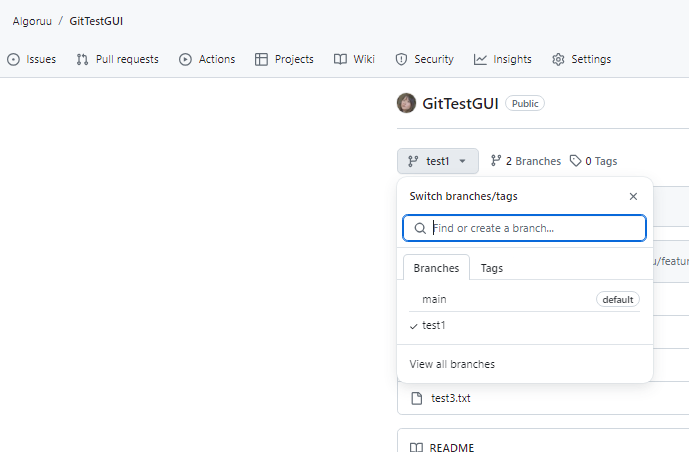 Algoruu / GitTestGUI
Issues Pull requests Actions Projects Wiki Security Insights Settings
GitTestGUI Public
test1 2 Branches 0 Tags
Switch branches/tags
Find or create a branch...
Branches Tags
u/featur
main default
test1
View all branches
test3.txt
README